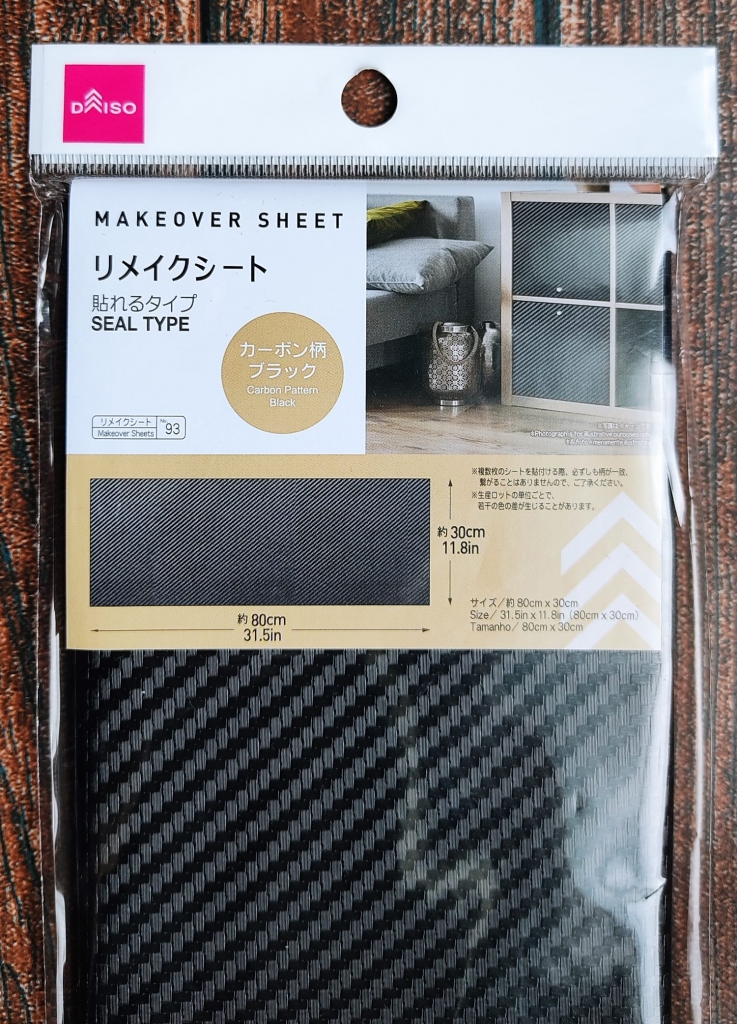 DAISO
MAKEOVER SHEET
リメイクシート
貼れるタイプ
SEAL TYPE
カーボン柄
ブラック
Carbon Pattern
Black
リメイクシート
Makeover Sheets
No
93
※Photograph is for illustrative purposes
※複数枚のシートを貼付ける際、必ずしも柄が一致、
繋がることはありませんので、ご了承ください。
※生産ロットの単位ごとで、
若干の色の差が生じることがあります。
約30cm
11.8in
約80cm
31.5in
サイズ/約80cm x 30cm
Size/ 31.5in x 11.8in (80cm x 30cm)
Tamanho/ 80cm x 30cm